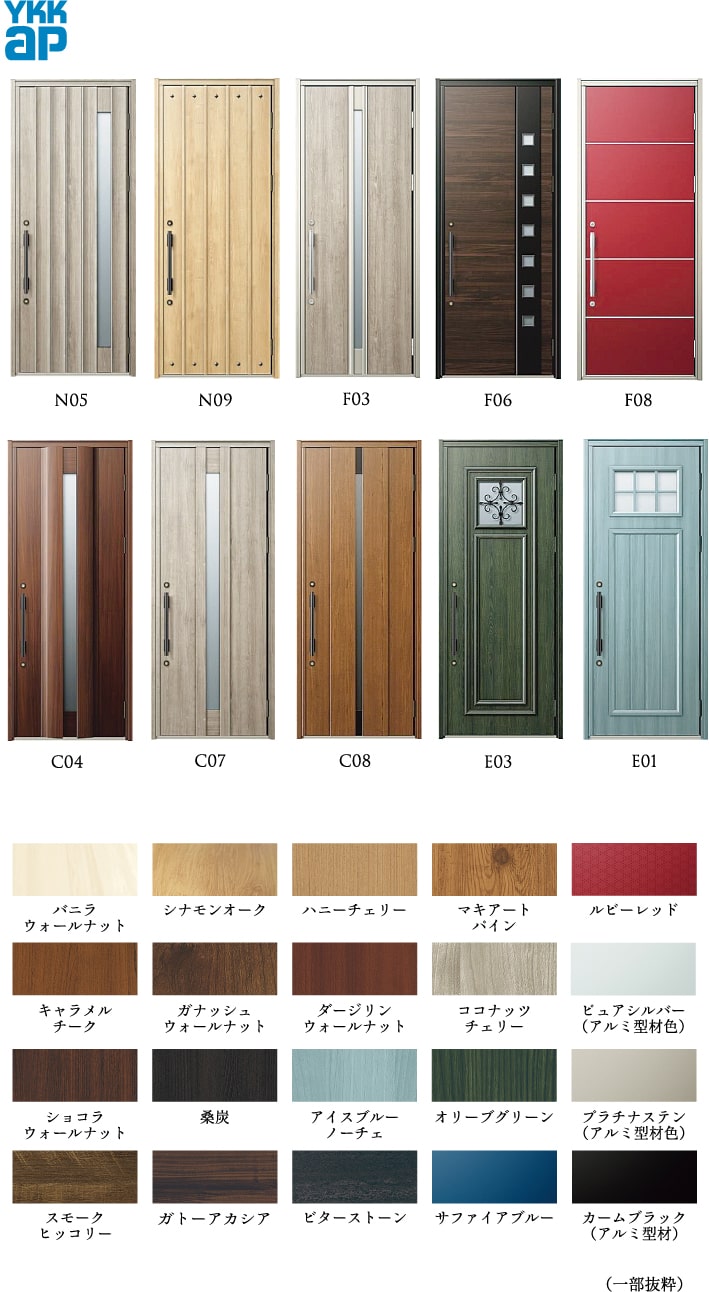 YKK
ap
N05
N09
F03
F06
F08
C04
C07
C08
E03
E01
バニラ
ウォールナット
シナモンオーク
ハニーチェリー
マキアート
パイン
ルビーレッド
キャラメル
チーク
ガナッシュ
ウォールナット
ダージリン
ウォールナット
ココナッツ
チェリー
ピュアシルバー
（アルミ型材色）
ショコラ
ウォールナット
桑炭
アイスブルー
ノーチェ
オリーブグリーン
プラチナステン
（アルミ型材色）
スモーク
ヒッコリー
ガトーアカシア
ビターストーン
サファイアブルー
カームブラック
（アルミ型材）
（一部抜粋）